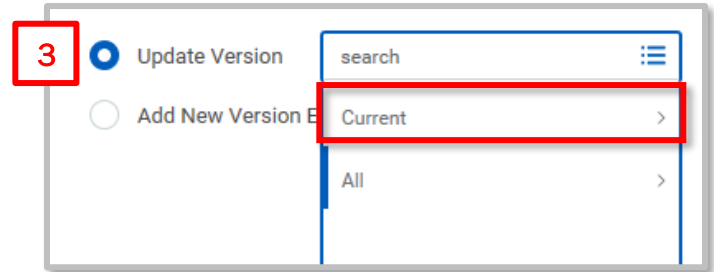 3
Update Version
search
Add New Version E
Current
All